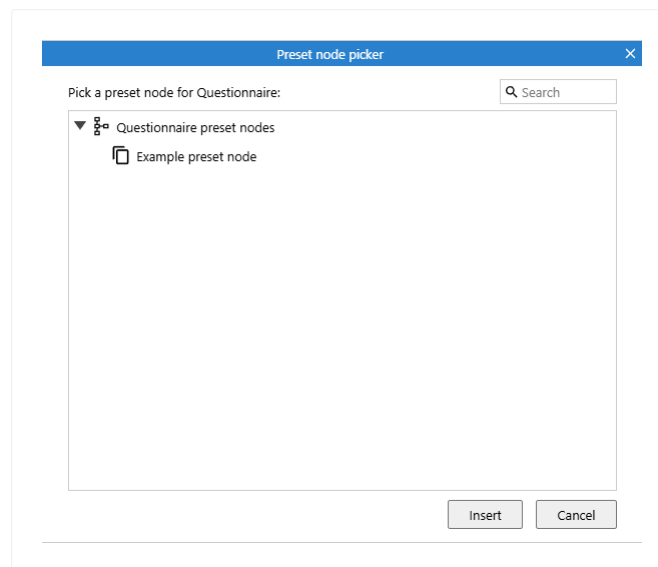 Preset node picker
Pick a preset node for Questionnaire:
Search
Questionnaire preset nodes
Example preset node
Insert
Cancel